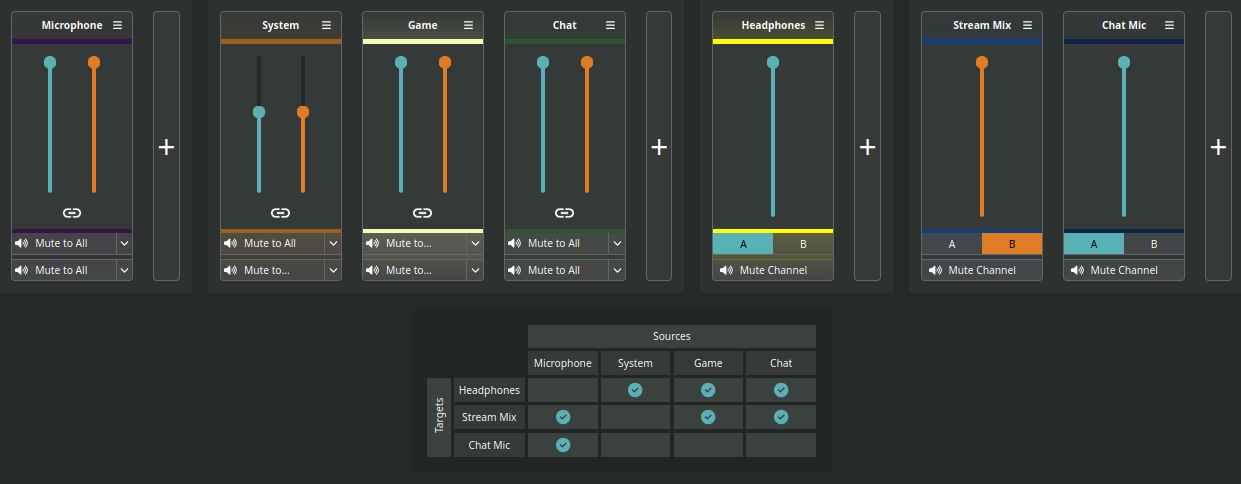 Microphone
System
Game
Chat
Headphones
Stream Mix
Chat Mic
+
+
+
+
Mute to All
Mute to All
Mute to...
Mute to All
A
B
A
B
A
B
Mute to All
Mute to...
Mute to...
Mute to All
Mute Channel
Mute Channel
Mute Channel
Sources
Microphone
System
Game
Chat
Targets
Headphones
Stream Mix
Chat Mic